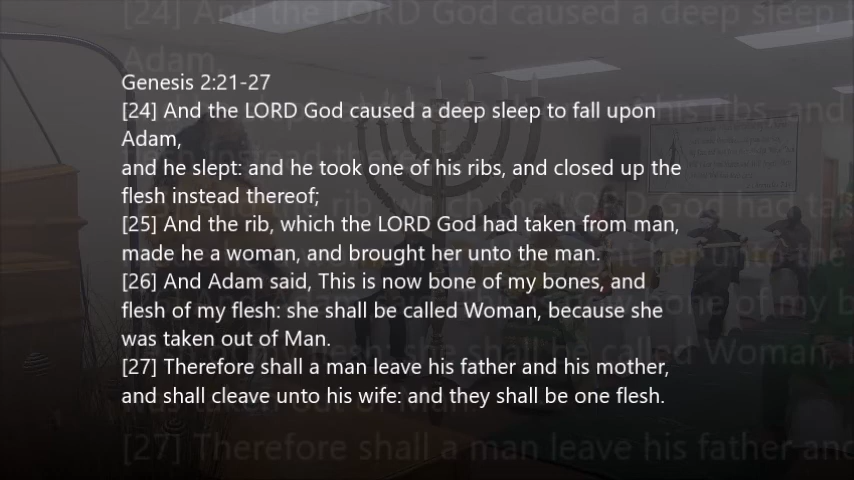 Genesis 2:21-27
[24] And the LORD God caused a deep sleep to fall upon
Adam,
and he slept: and he took one of his ribs, and closed up the
flesh instead thereof;
[25] And the rib, which the LORD God had taken from man,
made he a woman, and brought her unto the man.
[26] And Adam said, This is now bone of my bones, and
flesh of my flesh: she shall be called Woman, because she
was taken out of Man.
[27] Therefore shall a man leave his father and his mother,
and shall cleave unto his wife: and they shall be one flesh.